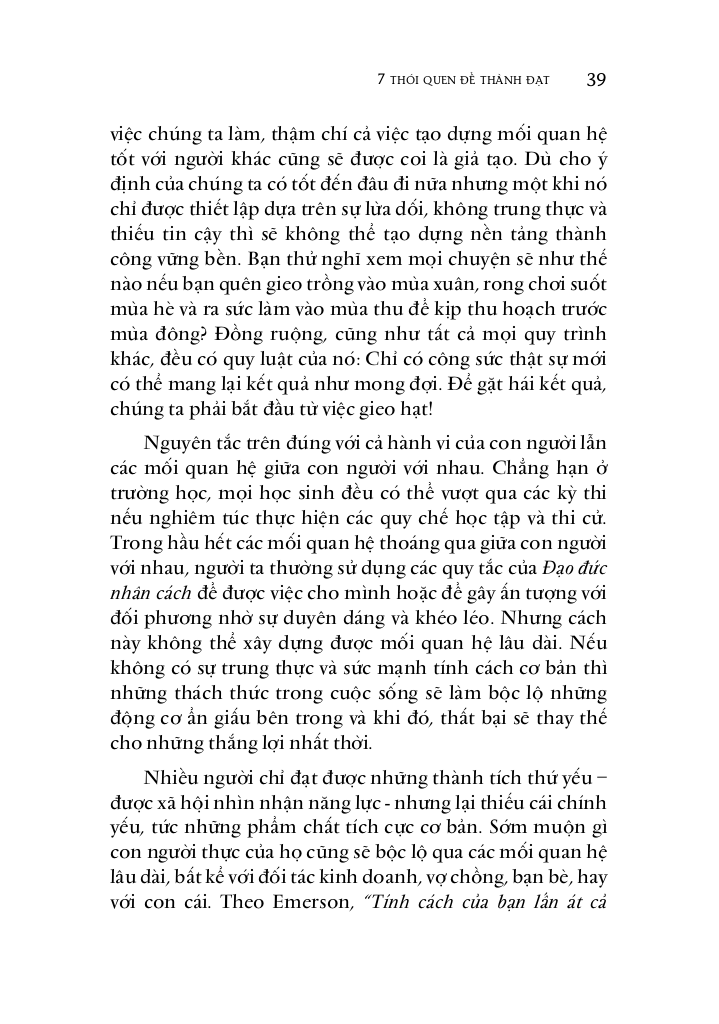 7 THÓI QUEN ĐỂ THÀNH ĐẠT 39
việc chúng ta làm, thậm chí cả việc tạo dựng mối quan hệ
tốt với người khác cũng sẽ được coi là giả tạo. Dù cho ý
định của chúng ta có tốt đến đâu đi nữa nhưng một khi nó
chỉ được thiết lập dựa trên sự lừa dối, không trung thực và
thiếu tin cậy thì sẽ không thể tạo dựng nền tảng thành
công vững bền. Bạn thử nghĩ xem mọi chuyện sẽ như thế
nào nếu bạn quên gieo trồng vào mùa xuân, rong chơi suốt
mùa hè và ra sức làm vào mùa thu để kịp thu hoạch trước
mùa đông? Đồng ruộng, cũng như tất cả mọi quy trình
khác, đều có quy luật của nó: Chỉ có công sức thật sự mới
có thể mang lại kết quả như mong đợi. Để gặt hái kết quả,
chúng ta phải bắt đầu từ việc gieo hạt!
Nguyên tắc trên đúng với cả hành vi của con người lẫn
các mối quan hệ giữa con người với nhau. Chẳng hạn ở
trường học, mọi học sinh đều có thể vượt qua các kỳ thi
nếu nghiêm túc thực hiện các quy chế học tập và thi cử.
Trong hầu hết các mối quan hệ thoáng qua giữa con người
với nhau, người ta thường sử dụng các quy tắc của Đạo đức
nhân cách để được việc cho mình hoặc để gây ấn tượng với
đối phương nhờ sự duyên dáng và khéo léo. Nhưng cách
này không thể xây dựng được mối quan hệ lâu dài. Nếu
không có sự trung thực và sức mạnh tính cách cơ bản thì
những thách thức trong cuộc sống sẽ làm bộc lộ những
động cơ ẩn giấu bên trong và khi đó, thất bại sẽ thay thế
cho những thắng lợi nhất thời.
Nhiều người chỉ đạt được những thành tích thứ yếu –
được xã hội nhìn nhận năng lực - nhưng lại thiếu cái chính
yếu, tức những phẩm chất tích cực cơ bản. Sớm muộn gì
con người thực của họ cũng sẽ bộc lộ qua các mối quan hệ
lâu dài, bất kể với đối tác kinh doanh, vợ chồng, bạn bè, hay
với con cái. Theo Emerson, “Tính cách của bạn lấn át cả